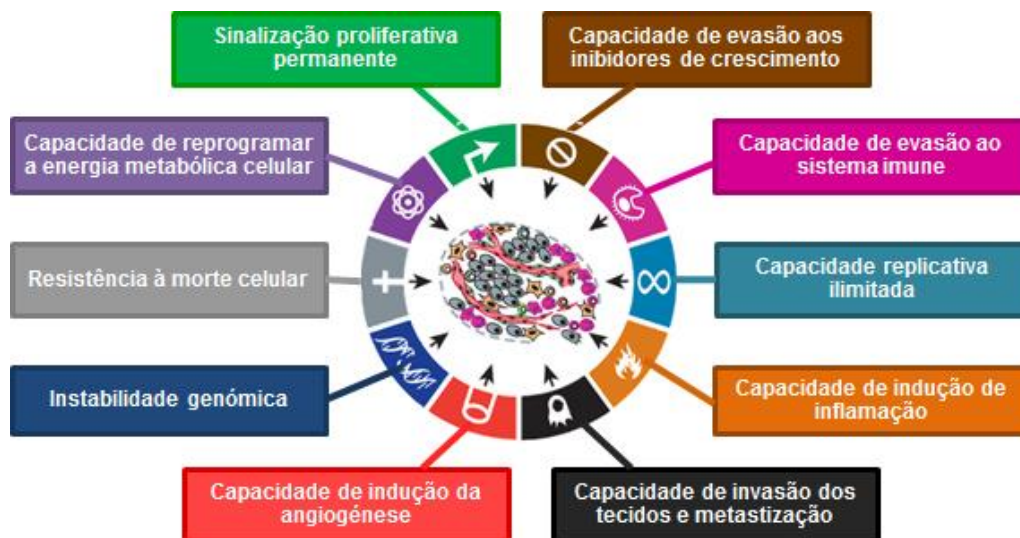 Sinalização proliferativa
permanente
Capacidade de evasão aos
inibidores de crescimento
Capacidade de reprogramar
a energia metabólica celular
Capacidade de evasão ao
sistema imune
Resistência à morte celular
Capacidade replicativa
ilimitada
Instabilidade genómica
Capacidade de indução de
inflamação
Capacidade de indução da
angiogénese
Capacidade de invasão dos
tecidos e metastização